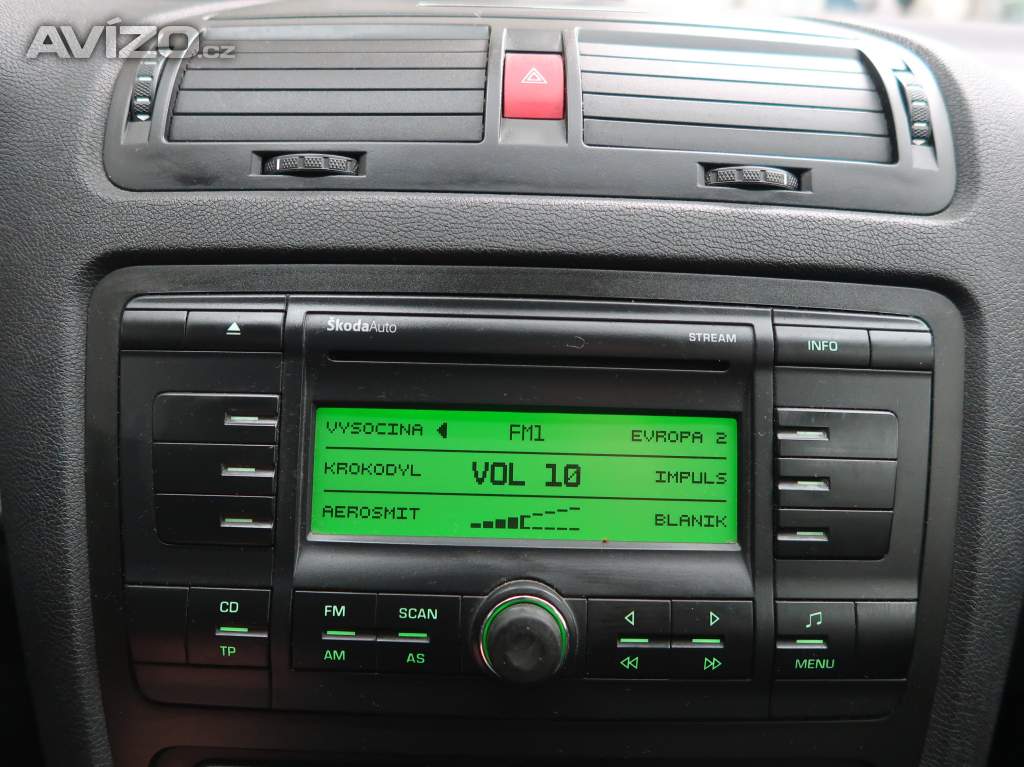 AVÍZO.cz
ŠkodaAuto
STREAM
INFO
VYSOCINA FM1 EVROPA 2
KROKODYL VOL 10 IMPULS
AEROSMIT BLANIK
CD FM SCAN
TP AM AS MENU